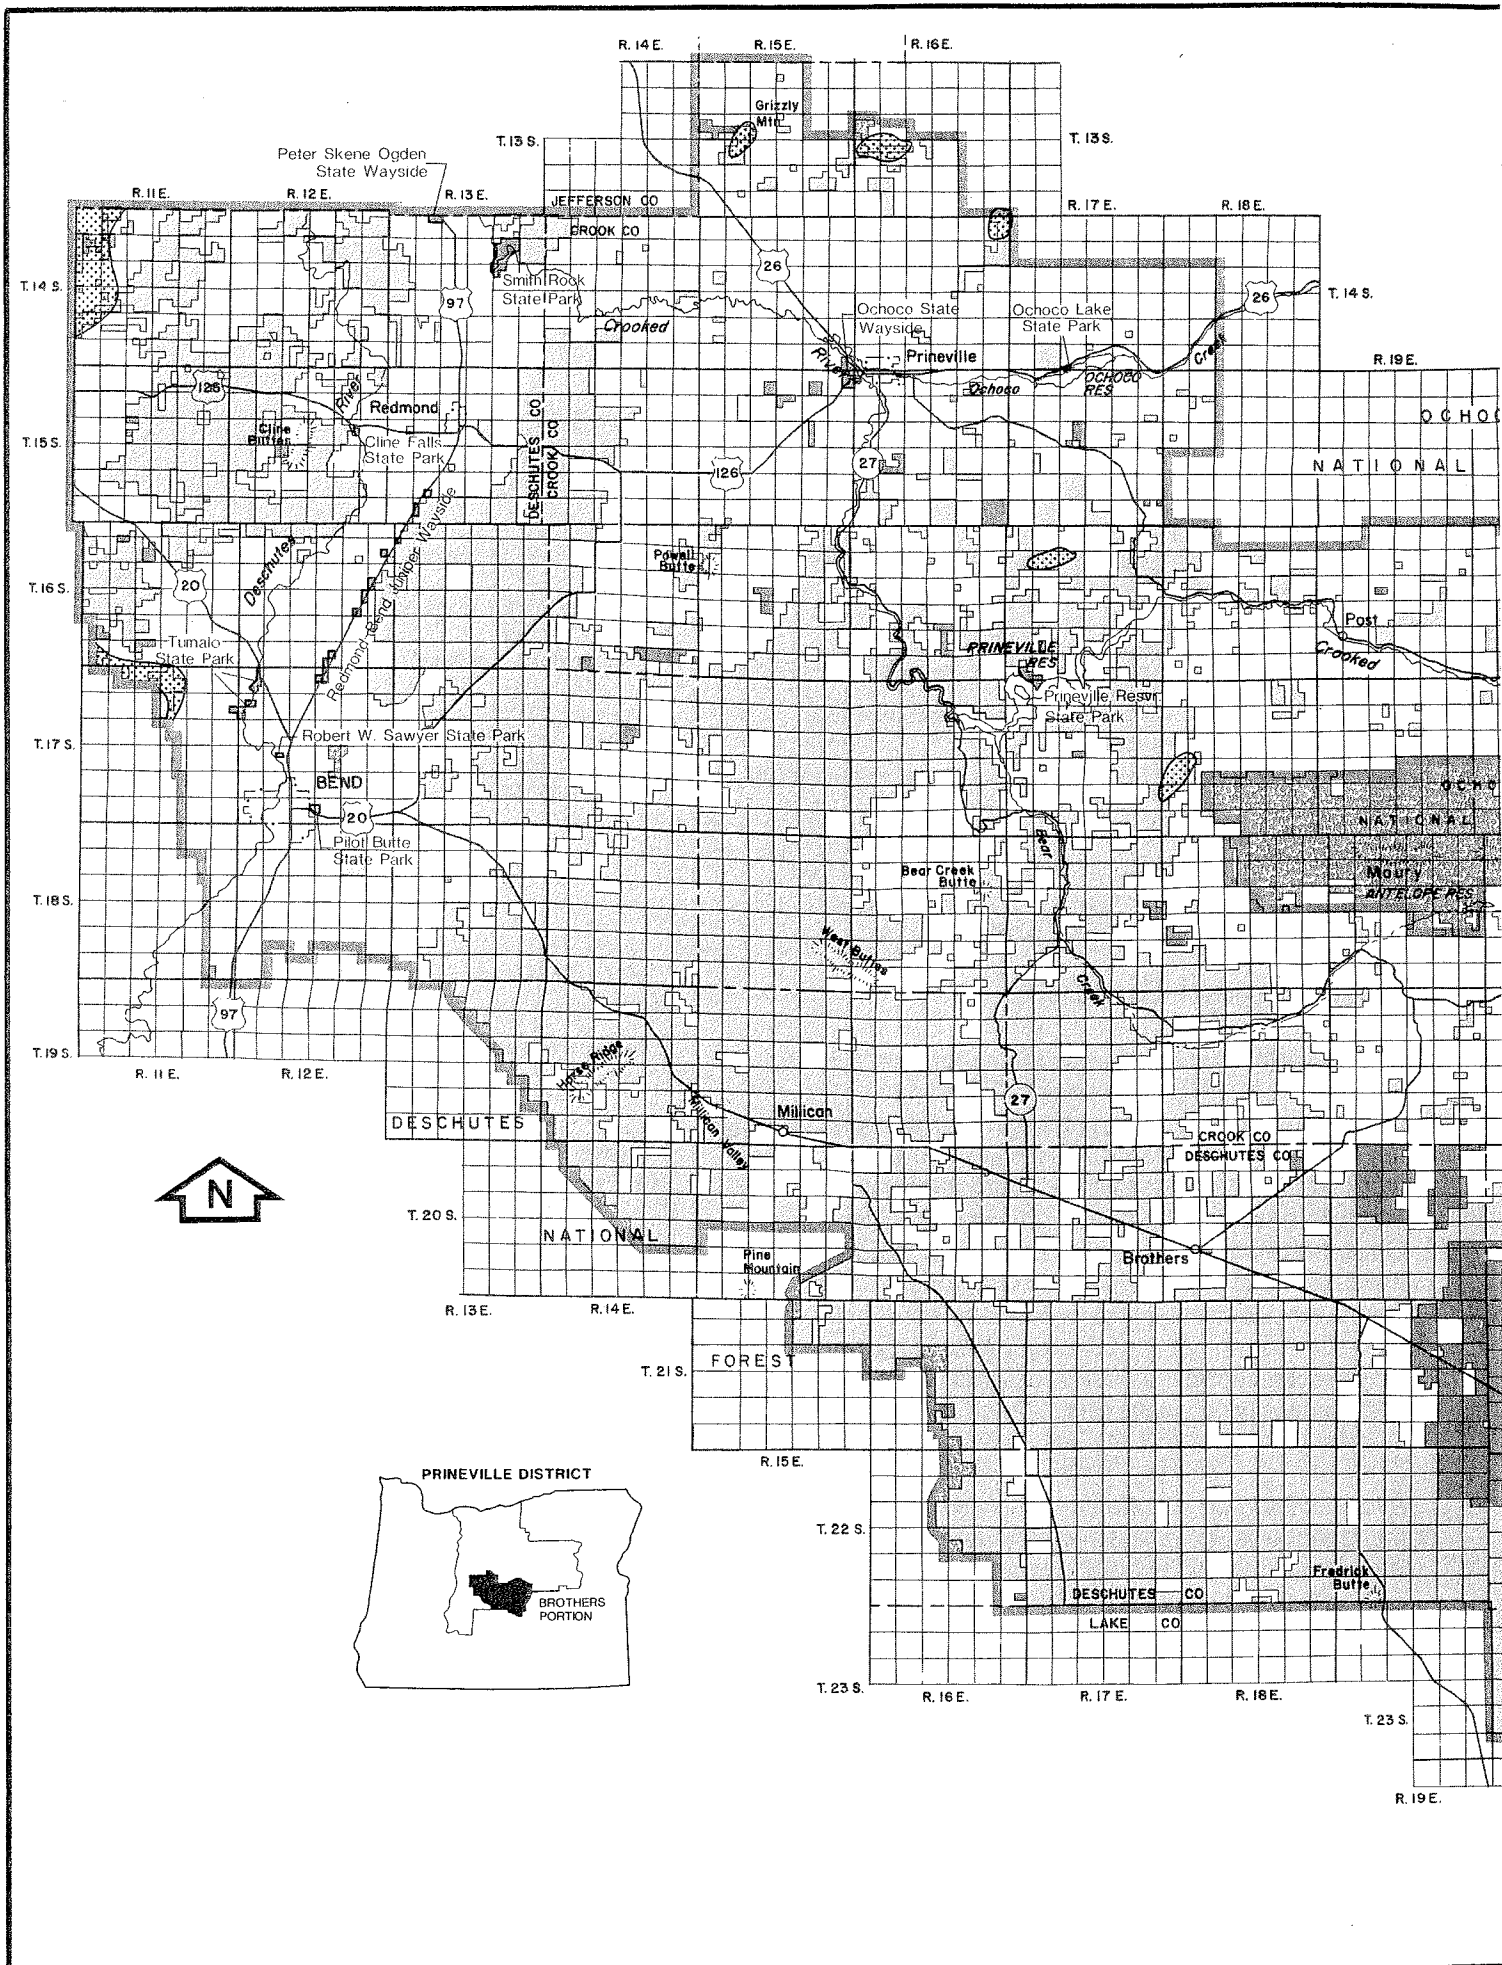 R. 14 E.
R. 15 E.
R. 16 E.
Grizzly
Mtn
T. 13 S.
T. 13 S.
Peter Skene Ogden
State Wayside
R. 11 E.
R. 12 E.
R. 13 E.
JEFFERSON CO
CROOK CO
R. 17 E.
R. 18 E.
26
Smith Rock
State Park
T. 14 S.
97
26
T. 14 S.
Crooked
River
Ochoco State
Wayside
Ochoco Lake
State Park
Prineville
Creek
R. 19 E.
126
River
Ochoco
OCHOCO
RES
Redmond
OCHOC
Cline
Buttes
T. 15 S.
Cline Falls
State Park
DESCHUTES CO
CROOK CO
126
27
NATIONAL
Redmond Bend Juniper Wayside
Deschutes
Powell
Butte
T. 16 S.
20
Post
Crooked
Tumalo
State Park
PRINEVILLE
RES
Prineville Resvr
State Park
T. 17 S.
Robert W. Sawyer State Park
BEND
20
Pilot Butte
State Park
OCHO
NATIONAL
Bear
Bear Creek
Butte
Maury
ANTELOPE RES
T. 18 S.
West Buttes
Creek
97
T. 19 S.
R. 11 E.
R. 12 E.
Horse Ridge
27
Millican
Millican Valley
DESCHUTES
CROOK CO
DESCHUTES CO
N
T. 20 S.
NATIONAL
Pine
Mountain
Brothers
R. 13 E.
R. 14 E.
FOREST
T. 21 S.
R. 15 E.
PRINEVILLE DISTRICT
T. 22 S.
Fredrick
Butte
BROTHERS
PORTION
DESCHUTES CO
LAKE CO
T. 23 S.
R. 16 E.
R. 17 E.
R. 18 E.
T. 23 S.
R. 19 E.